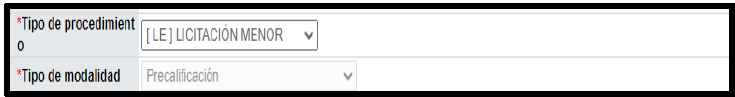 *Tipo de procedimient
o
[ LE ] LICITACIÓN MENOR
*Tipo de modalidad
Precalificación